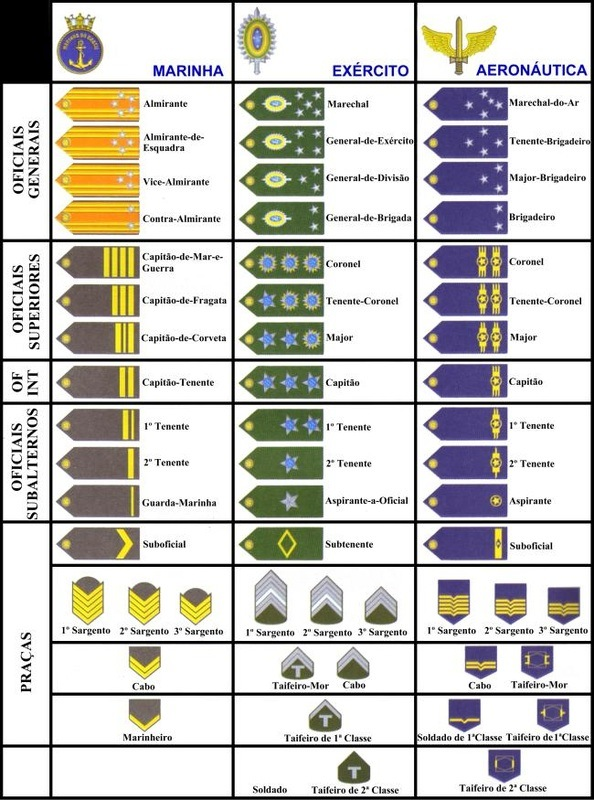 MARINHA
EXÉRCITO
AERONÁUTICA
OFICIAIS
GENERAIS
Almirante
Marechal
Marechal-do-Ar
Almirante-de-
Esquadra
General-de-Exército
Tenente-Brigadeiro
Vice-Almirante
General-de-Divisão
Major-Brigadeiro
Contra-Almirante
General-de-Brigada
Brigadeiro
OFICIAIS
SUPERIORES
Capitão-de-Mar-e-
Guerra
Coronel
Coronel
Capitão-de-Fragata
Tenente-Coronel
Tenente-Coronel
Capitão-de-Corveta
Major
Major
OF
INT
Capitão-Tenente
Capitão
Capitão
OFICIAIS
SUBALTERNOS
1º Tenente
1º Tenente
1º Tenente
2º Tenente
2º Tenente
2º Tenente
Guarda-Marinha
Aspirante-a-Oficial
Aspirante
PRAÇAS
Suboficial
Subtenente
Suboficial
1º Sargento 2º Sargento 3º Sargento
1º Sargento 2º Sargento 3º Sargento
1º Sargento 2º Sargento 3º Sargento
Cabo
Taifeiro-Mor Cabo
Cabo Taifeiro-Mor
Marinheiro
Taifeiro de 1ª Classe
Soldado de 1ªClasse Taifeiro de1ªClasse
Soldado Taifeiro de 2ª Classe
Taifeiro de 2ª Classe